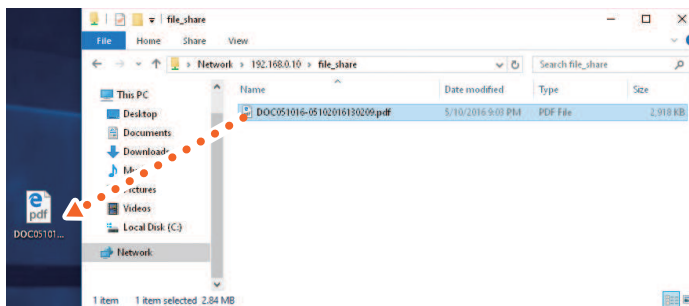 file_share
File Home Share View
Network > 192.168.0.10 > file_share Search file_share
Name Date modified Type Size
This PC
Desktop DOC051016-05102016130209.pdf 5/10/2016 9:03 PM PDF File 2,918 KB
Documents
Downloads
Pictures
Videos
Local Disk (C:)
Network
pdf
DOC05101...
1 item 1 item selected 2.84 MB